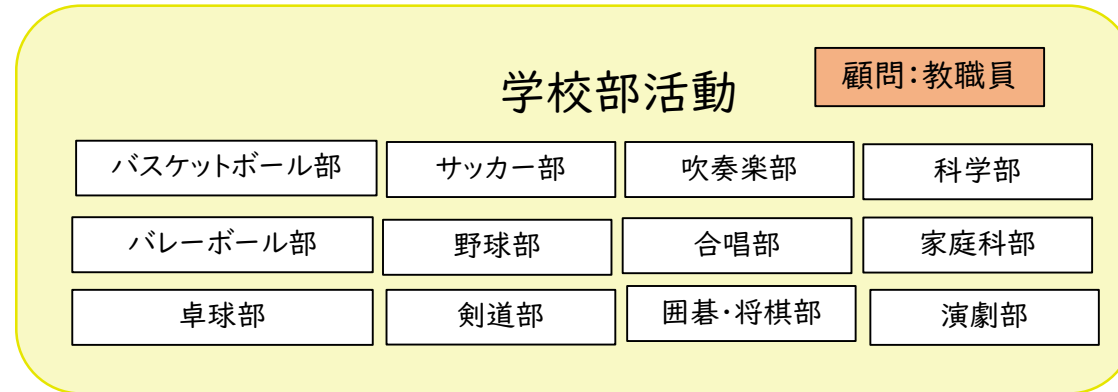 学校部活動
顧問：教職員
バスケットボール部
サッカー部
吹奏楽部
科学部
バレーボール部
野球部
合唱部
家庭科部
卓球部
剣道部
囲碁・将棋部
演劇部